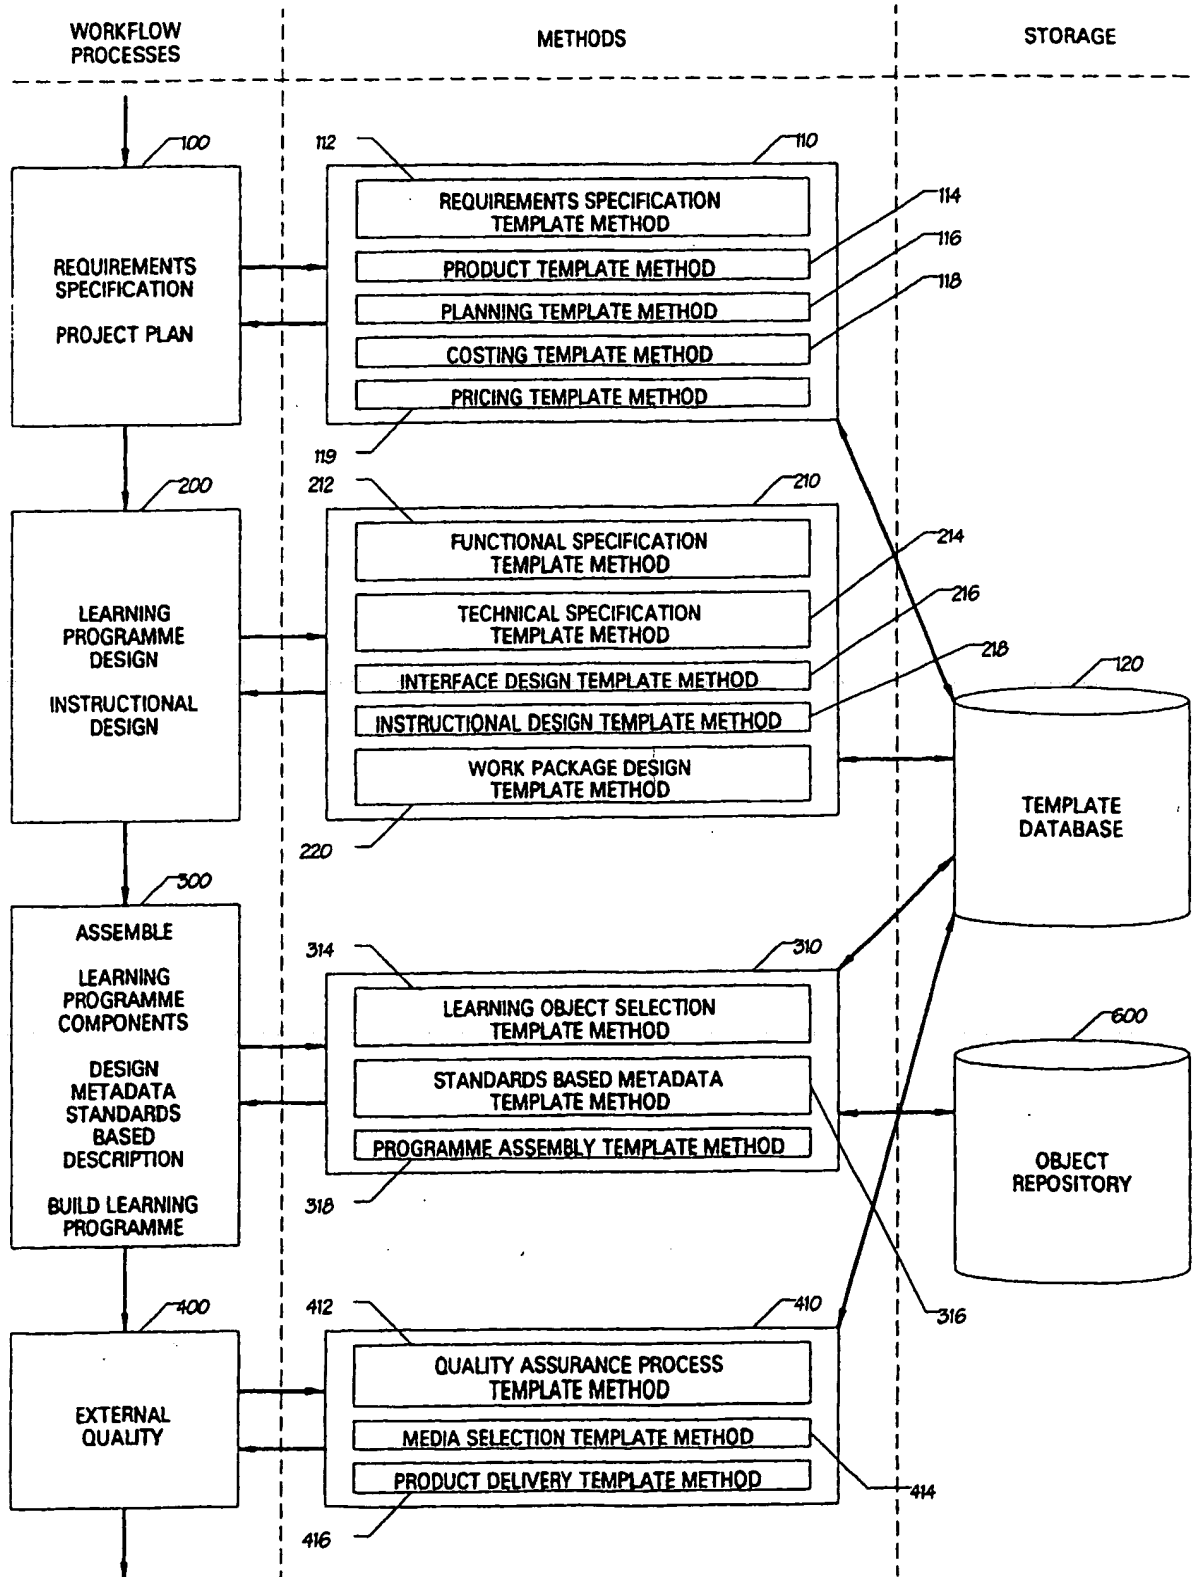 WORKFLOW
PROCESSES
METHODS
STORAGE
100
112
110
REQUIREMENTS
SPECIFICATION
PROJECT PLAN
REQUIREMENTS SPECIFICATION
TEMPLATE METHOD
PRODUCT TEMPLATE METHOD
PLANNING TEMPLATE METHOD
COSTING TEMPLATE METHOD
PRICING TEMPLATE METHOD
114
116
118
119
200
212
210
LEARNING
PROGRAMME
DESIGN
INSTRUCTIONAL
DESIGN
FUNCTIONAL SPECIFICATION
TEMPLATE METHOD
TECHNICAL SPECIFICATION
TEMPLATE METHOD
INTERFACE DESIGN TEMPLATE METHOD
INSTRUCTIONAL DESIGN TEMPLATE METHOD
WORK PACKAGE DESIGN
TEMPLATE METHOD
214
216
218
220
120
TEMPLATE
DATABASE
300
314
310
ASSEMBLE
LEARNING
PROGRAMME
COMPONENTS
DESIGN
METADATA
STANDARDS
BASED
DESCRIPTION
BUILD LEARNING
PROGRAMME
LEARNING OBJECT SELECTION
TEMPLATE METHOD
STANDARDS BASED METADATA
TEMPLATE METHOD
PROGRAMME ASSEMBLY TEMPLATE METHOD
318
316
600
OBJECT
REPOSITORY
400
412
410
EXTERNAL
QUALITY
QUALITY ASSURANCE PROCESS
TEMPLATE METHOD
MEDIA SELECTION TEMPLATE METHOD
PRODUCT DELIVERY TEMPLATE METHOD
414
416